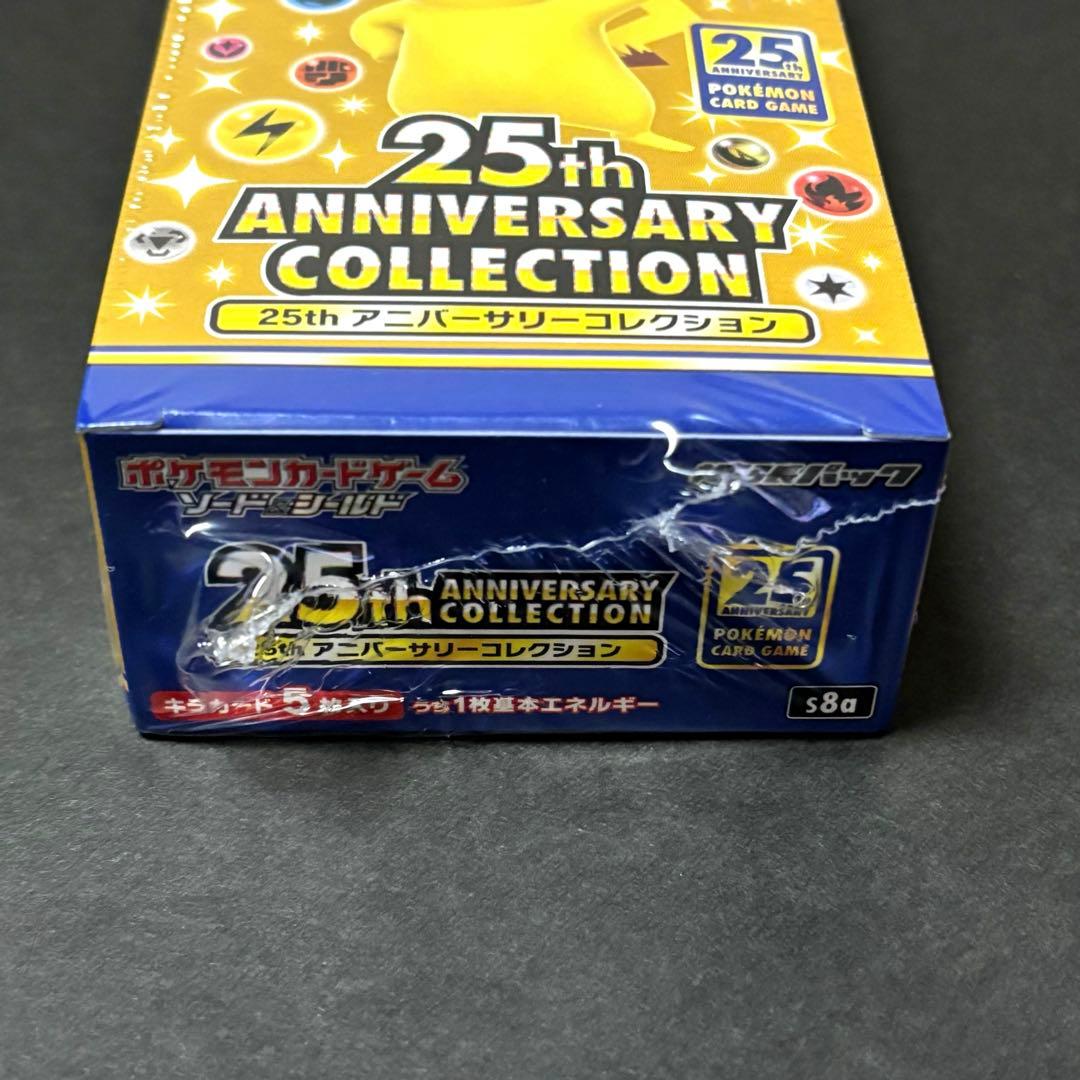 25th
ANNIVERSARY
POKÉMON
CARD GAME
25th
ANNIVERSARY
COLLECTION
25th アニバーサリーコレクション
ポケモンカードゲーム
ソード&シールド
パック
25th
ANNIVERSARY
COLLECTION
25th アニバーサリーコレクション
25
ANNIVERSARY
POKÉMON
CARD GAME
キラカード5枚入り うち1枚基本エネルギー
s8a